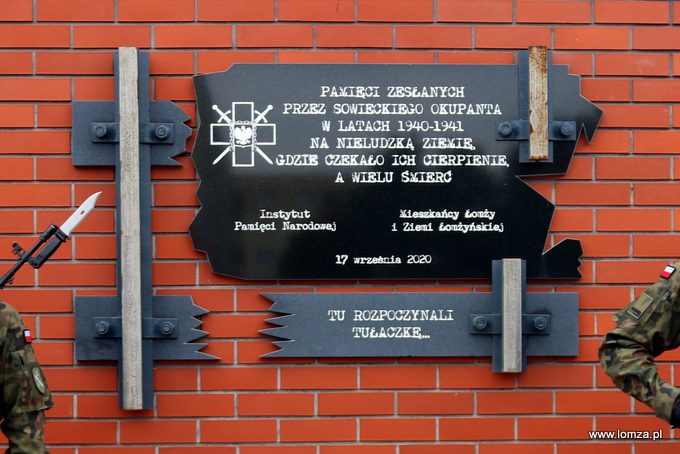 PAMIĘCI ZESŁANYCH
PRZEZ SOWIECKIEGO OKUPANTA
W LATACH 1940-1941
NA NIELUDZKĄ ZIEMIĘ,
GDZIE CZEKAŁO ICH CIERPIENIE,
A WIELU ŚMIERĆ
Instytut
Pamięci Narodowej
Mieszkańcy Łomży
i Ziemi Łomżyńskiej
17 września 2020
TU ROZPOCZYNALI
TUŁACZKĘ...
www.lomza.pl